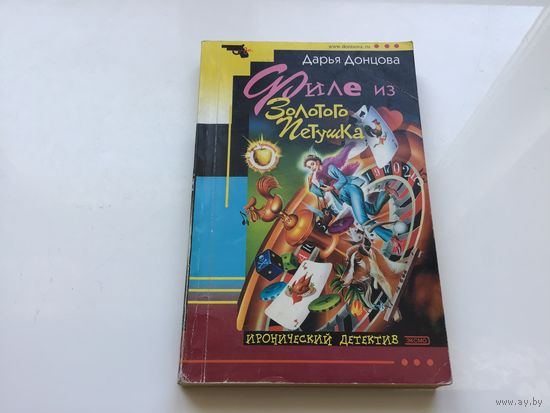 www.dontsova.ru
Дарья Донцова
Филе из
Золотого
Петушка
ИРОНИЧЕСКИЙ ДЕТЕКТИВ
ЭКСМО
www.ay.by